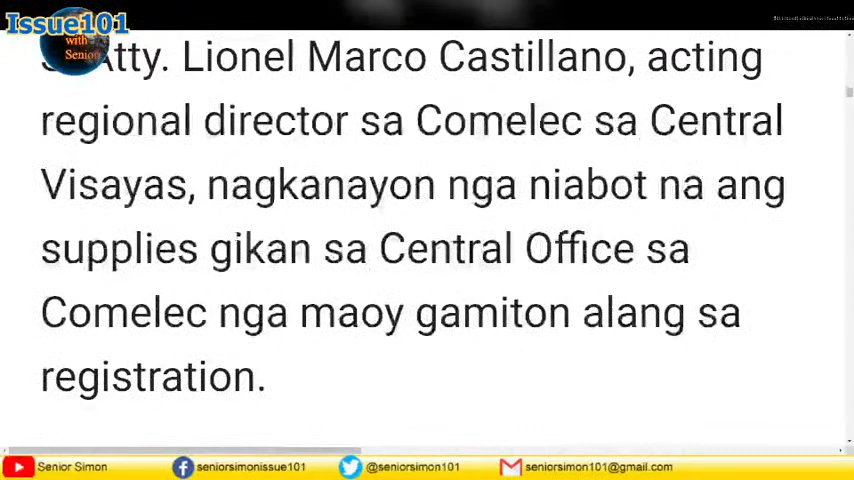 Issue101
with
Senior
Atty. Lionel Marco Castillano, acting
regional director sa Comelec sa Central
Visayas, nagkanayon nga niabot na ang
supplies gikan sa Central Office sa
Comelec nga maoy gamiton alang sa
registration.
Senior Simon
seniorsimonissue101
@seniorsimon101
seniorsimon101@gmail.com